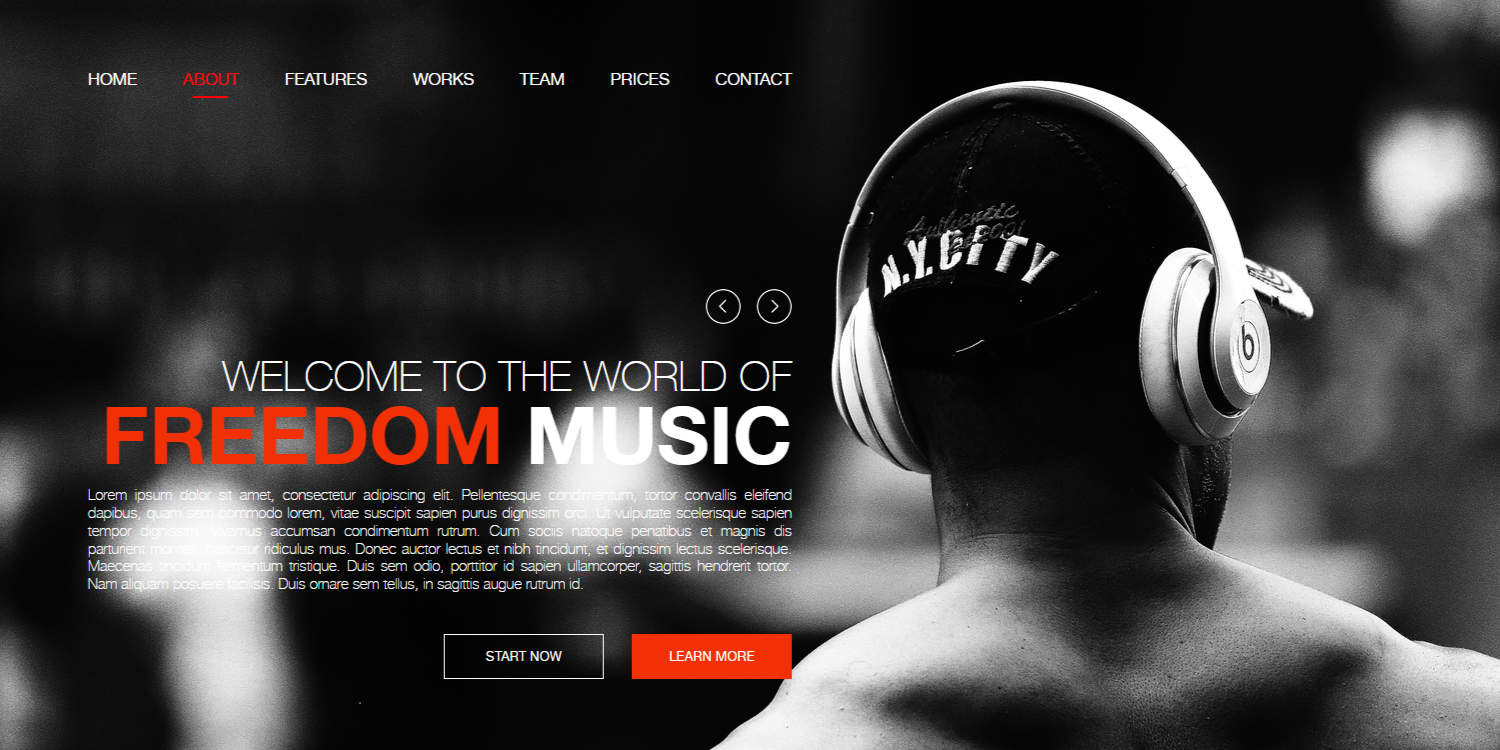 HOME ABOUT FEATURES WORKS TEAM PRICES CONTACT
Authentic
2001
N.Y.CITY
b
WELCOME TO THE WORLD OF
FREEDOM MUSIC
Lorem ipsum dolor sit amet, consectetur adipiscing elit. Pellentesque condimentum, tortor convallis eleifend
dapibus, quam sem commodo lorem, vitae suscipit sapien purus dignissim orci. Ut vulputate scelerisque sapien
tempor dignissim. Vivamus accumsan condimentum rutrum. Cum sociis natoque penatibus et magnis dis
parturient montes, nascetur ridiculus mus. Donec auctor lectus et nibh tincidunt, et dignissim lectus scelerisque.
Maecenas tincidunt fermentum tristique. Duis sem odio, porttitor id sapien ullamcorper, sagittis hendrerit tortor.
Nam aliquam posuere facilisis. Duis ornare sem tellus, in sagittis augue rutrum id.
START NOW LEARN MORE